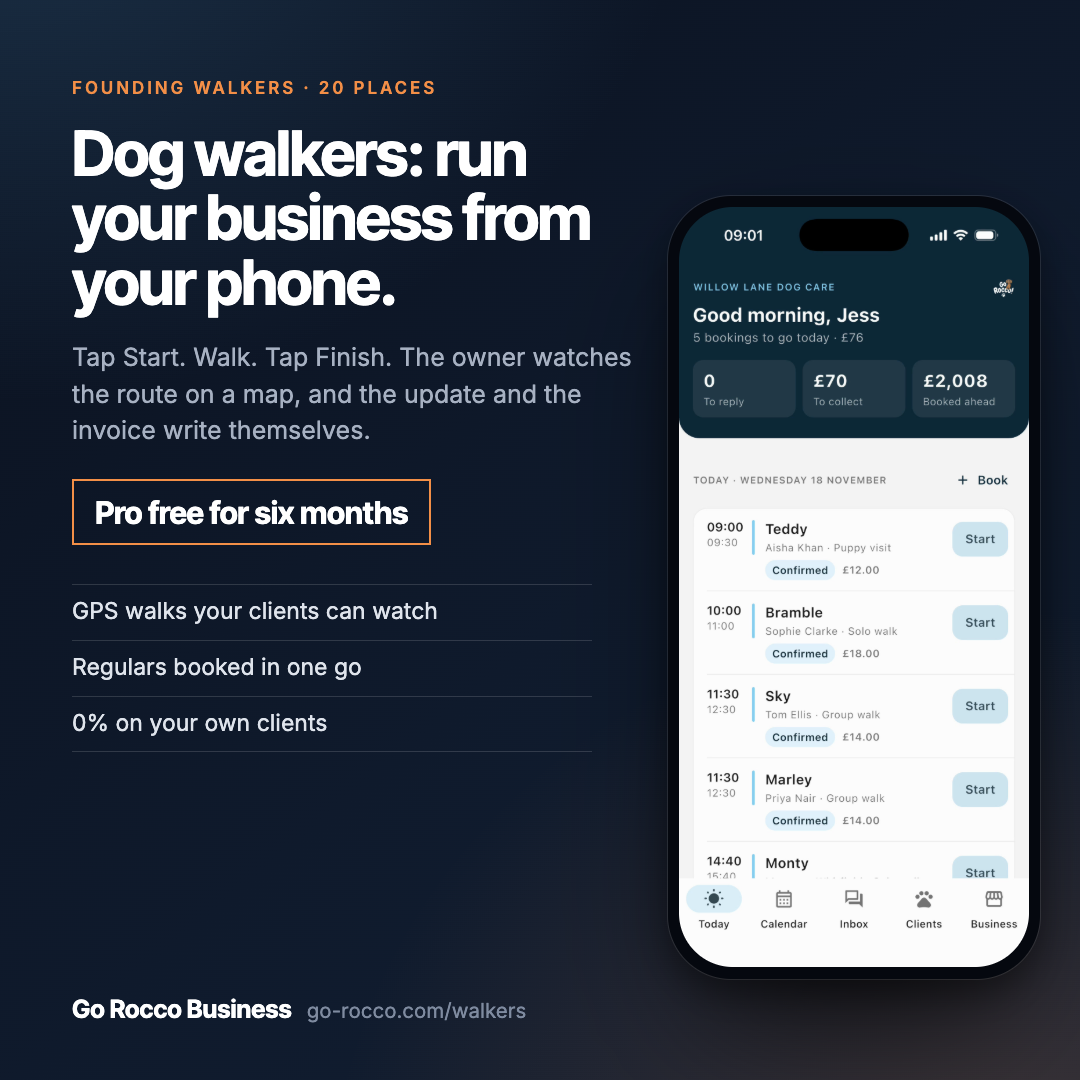 FOUNDING WALKERS · 20 PLACES
Dog walkers: run
your business from
your phone.
Tap Start. Walk. Tap Finish. The owner watches
the route on a map, and the update and the
invoice write themselves.
Pro free for six months
GPS walks your clients can watch
Regulars booked in one go
0% on your own clients
Go Rocco Business go-rocco.com/walkers
09:01
WILLOW LANE DOG CARE
Go Rocco!
Good morning, Jess
5 bookings to go today · £76
0 £70 £2,008
To reply To collect Booked ahead
TODAY · WEDNESDAY 18 NOVEMBER + Book
09:00 Teddy Start
09:30 Aisha Khan · Puppy visit
Confirmed £12.00
10:00 Bramble Start
11:00 Sophie Clarke · Solo walk
Confirmed £18.00
11:30 Sky Start
12:30 Tom Ellis · Group walk
Confirmed £14.00
11:30 Marley Start
12:30 Priya Nair · Group walk
Confirmed £14.00
14:40 Monty Start
15:40
Today Calendar Inbox Clients Business